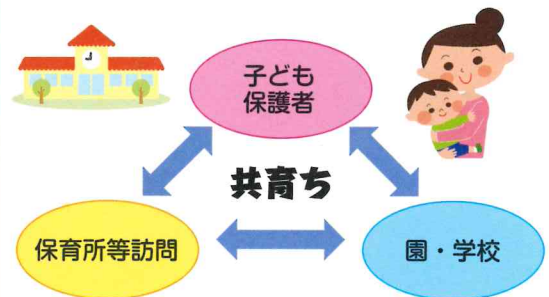 子ども
保護者
共育ち
保育所等訪問
園・学校